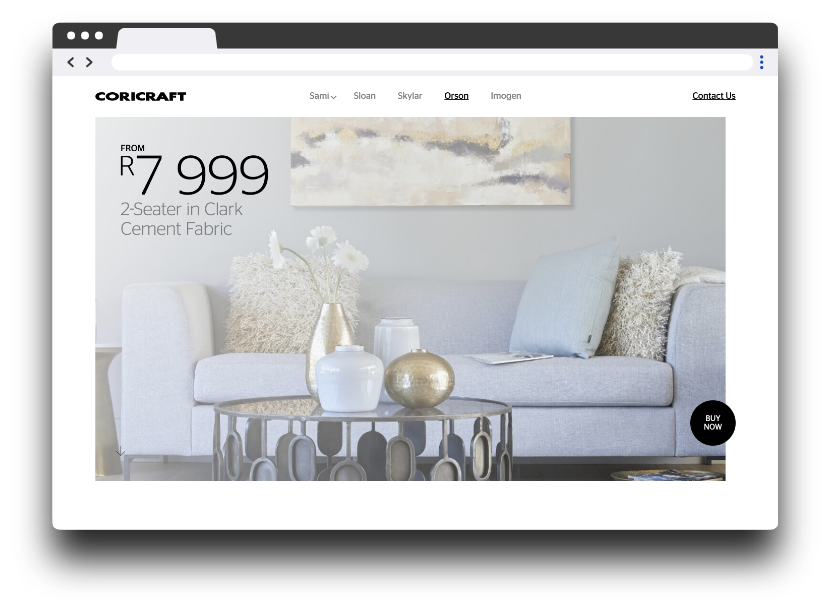 CORICRAFT
Sami Sloan Skylar Orson Imogen
Contact Us
FROM
R7 999
2-Seater in Clark
Cement Fabric
BUY
NOW